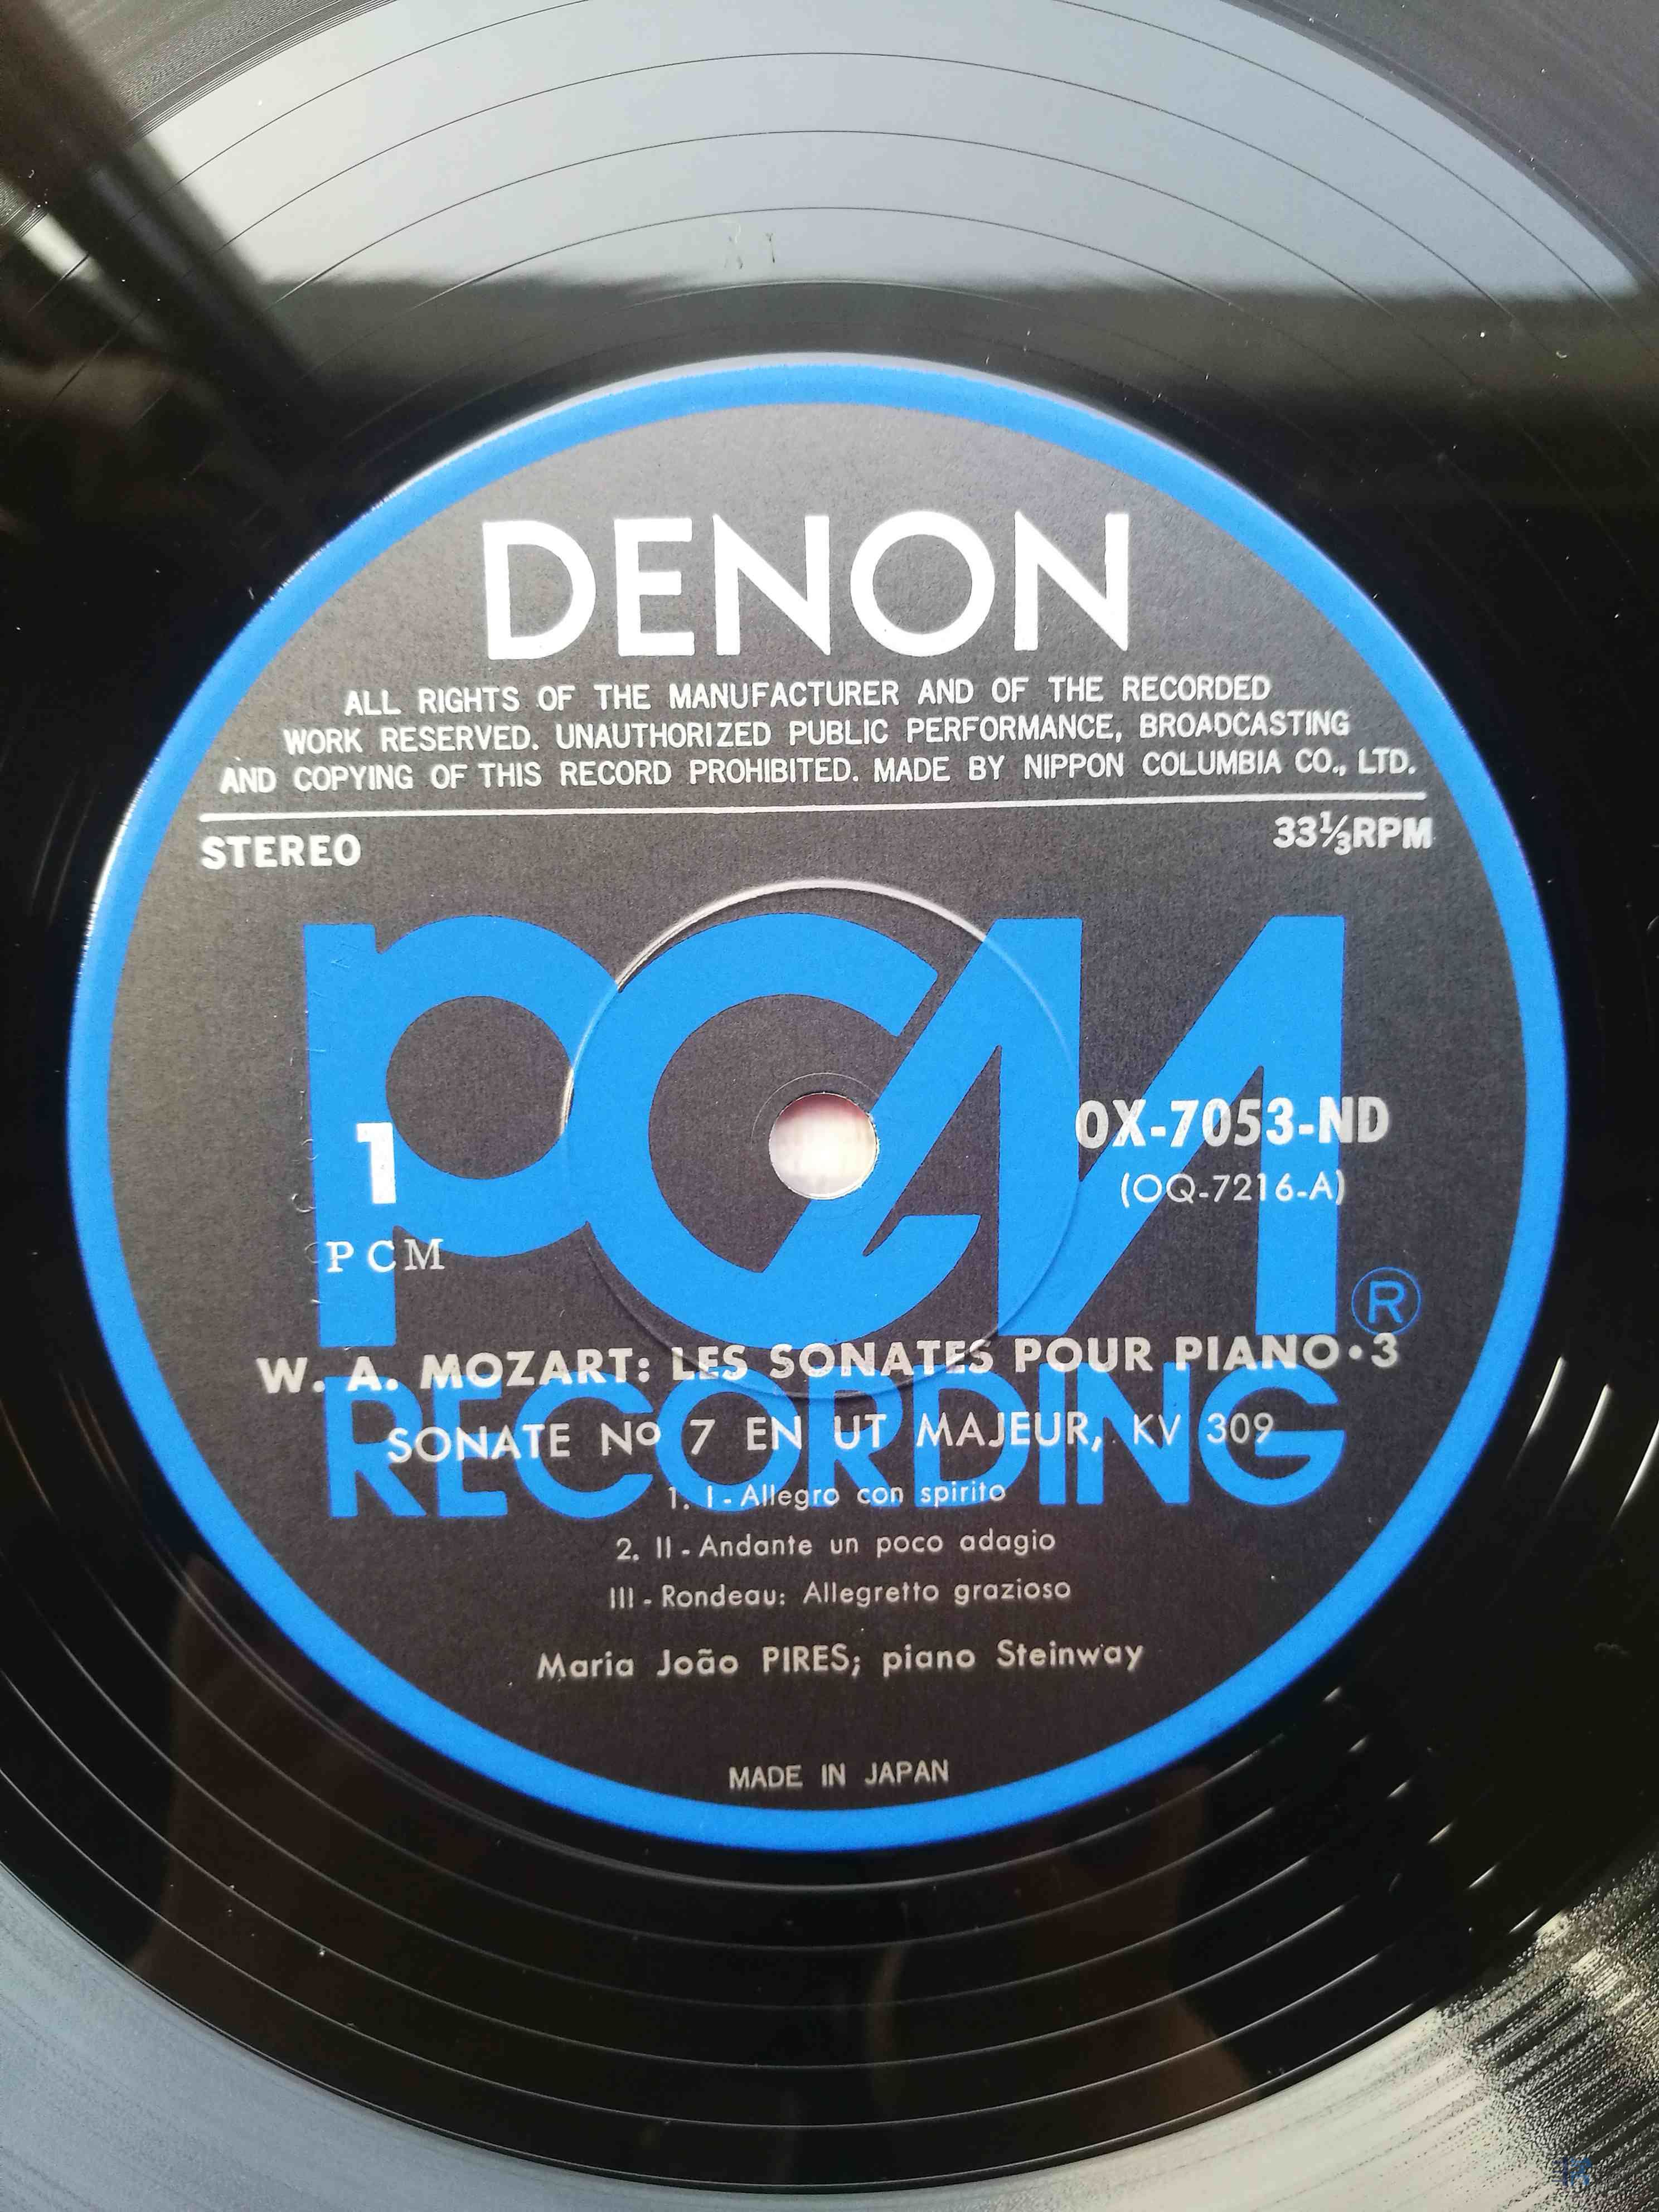 DENON
ALL RIGHTS OF THE MANUFACTURER AND OF THE RECORDED
WORK RESERVED. UNAUTHORIZED PUBLIC PERFORMANCE, BROADCASTING
AND COPYING OF THIS RECORD PROHIBITED. MADE BY NIPPON COLUMBIA CO., LTD.
STEREO
33⅓RPM
PCM
RECORDING
®
1
PCM
OX-7053-ND
(OQ-7216-A)
W. A. MOZART: LES SONATES POUR PIANO・3
SONATE Nº 7 EN UT MAJEUR, KV 309
1. I - Allegro con spirito
2. II - Andante un poco adagio
III - Rondeau: Allegretto grazioso
Maria João PIRES; piano Steinway
MADE IN JAPAN